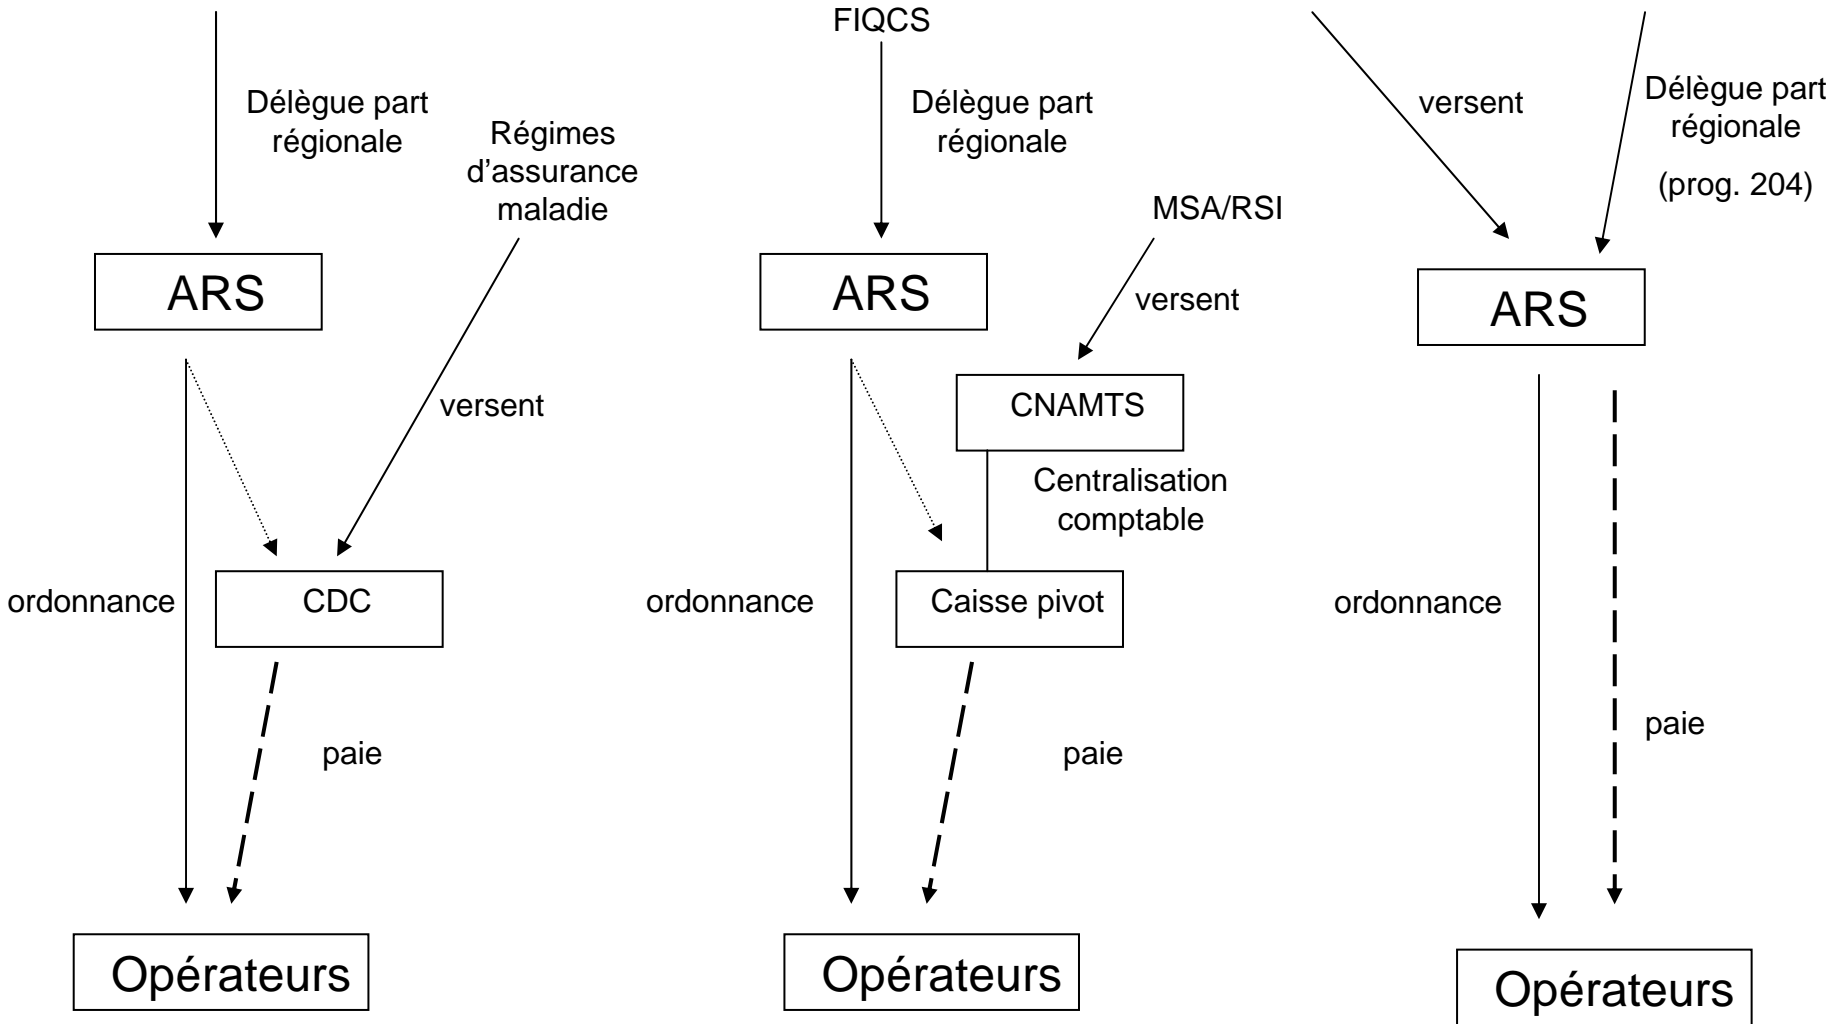 Délègue part
régionale
Régimes
d'assurance
maladie
ARS
versent
ordonnance
CDC
paie
Opérateurs
FIQCS
Délègue part
régionale
MSA/RSI
ARS
versent
CNAMTS
Centralisation
comptable
ordonnance
Caisse pivot
paie
Opérateurs
versent
Délègue part
régionale
(prog. 204)
ARS
ordonnance
paie
Opérateurs